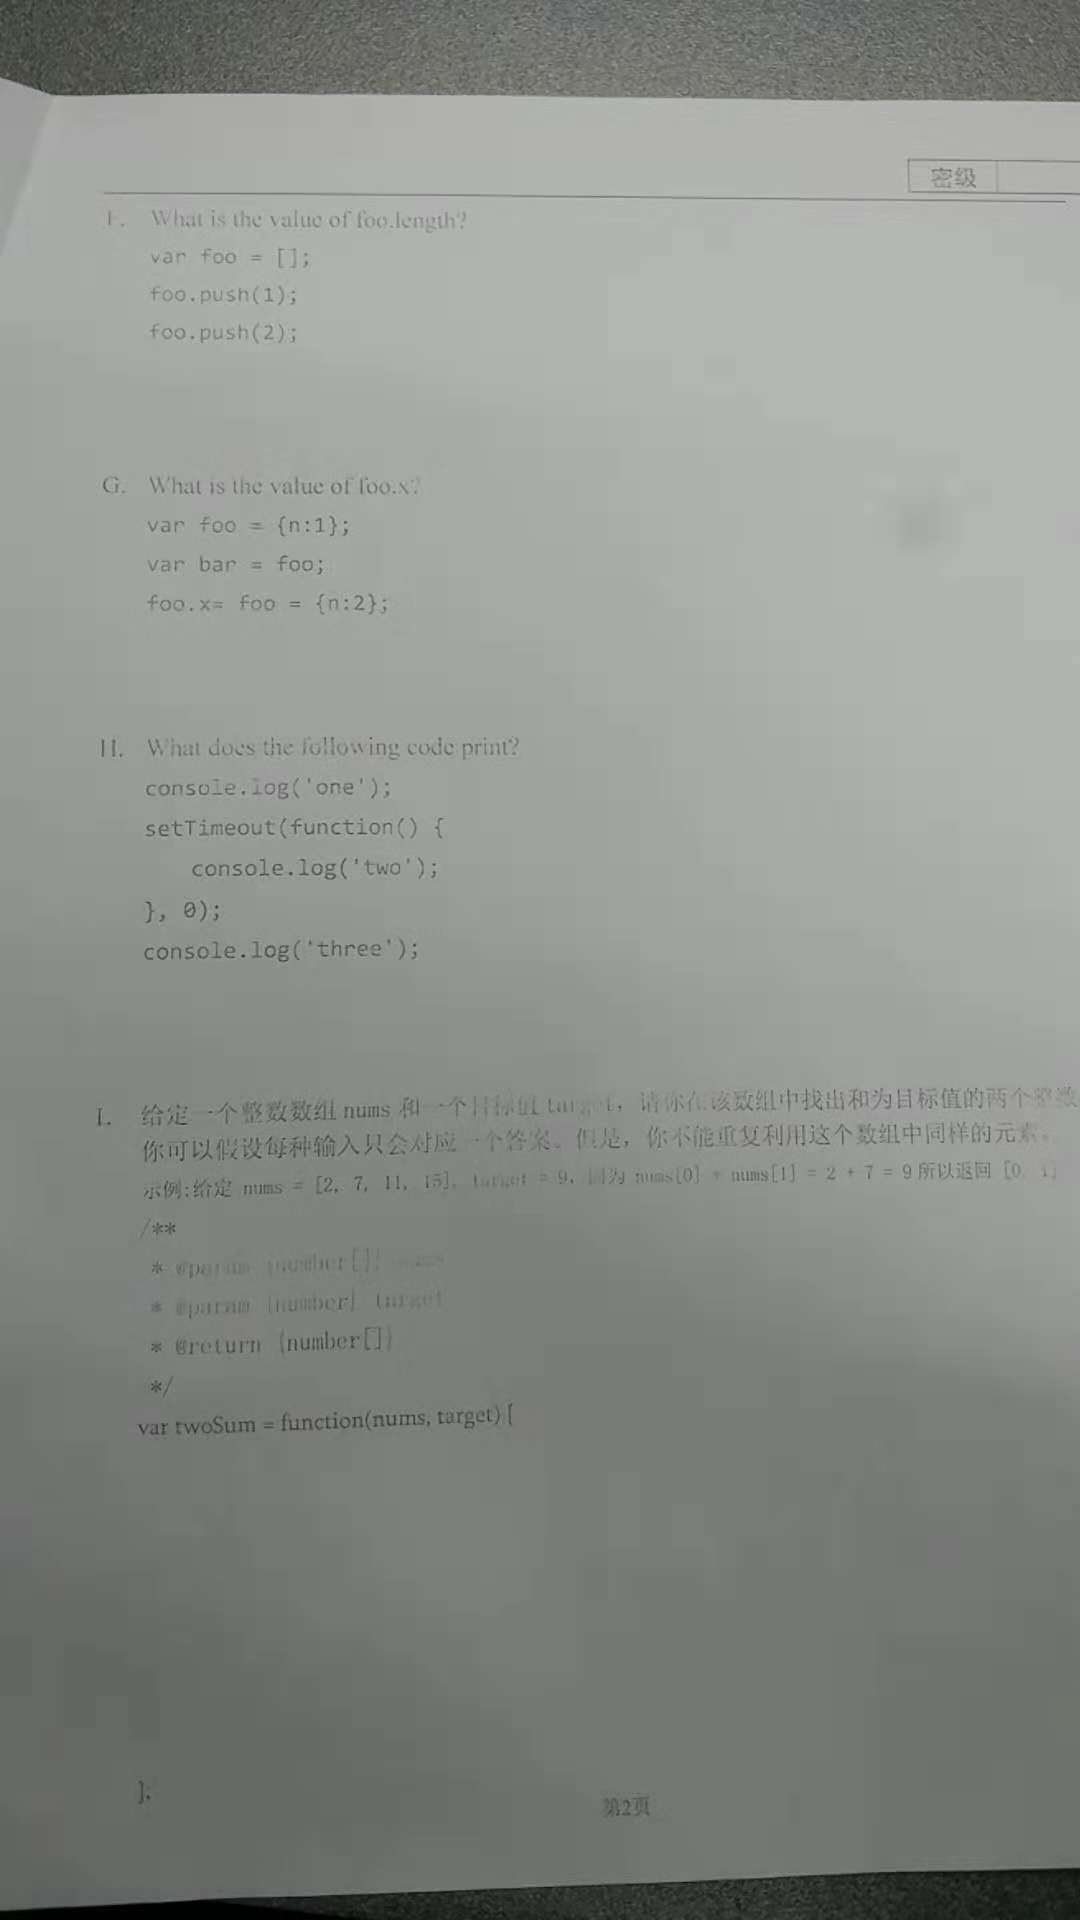 密级
F. What is the value of foo.length?
var foo = [];
foo.push(1);
foo.push(2);
G. What is the value of foo.x?
var foo = {n:1};
var bar = foo;
foo.x= foo = {n:2};
H. What does the following code print?
console.log('one');
setTimeout(function() {
console.log('two');
}, 0);
console.log('three');
I. 给定一个整数数组 nums 和一个目标值 target，请你在该数组中找出和为目标值的两个整数
你可以假设每种输入只会对应一个答案。但是，你不能重复利用这个数组中同样的元素。
示例:给定 nums = [2, 7, 11, 15], target = 9, 因为 nums[0] + nums[1] = 2 + 7 = 9 所以返回 [0, 1]
/**
* @param {number[]} nums
* @param {number} target
* @return {number[]}
*/
var twoSum = function(nums, target) {
};
第2页